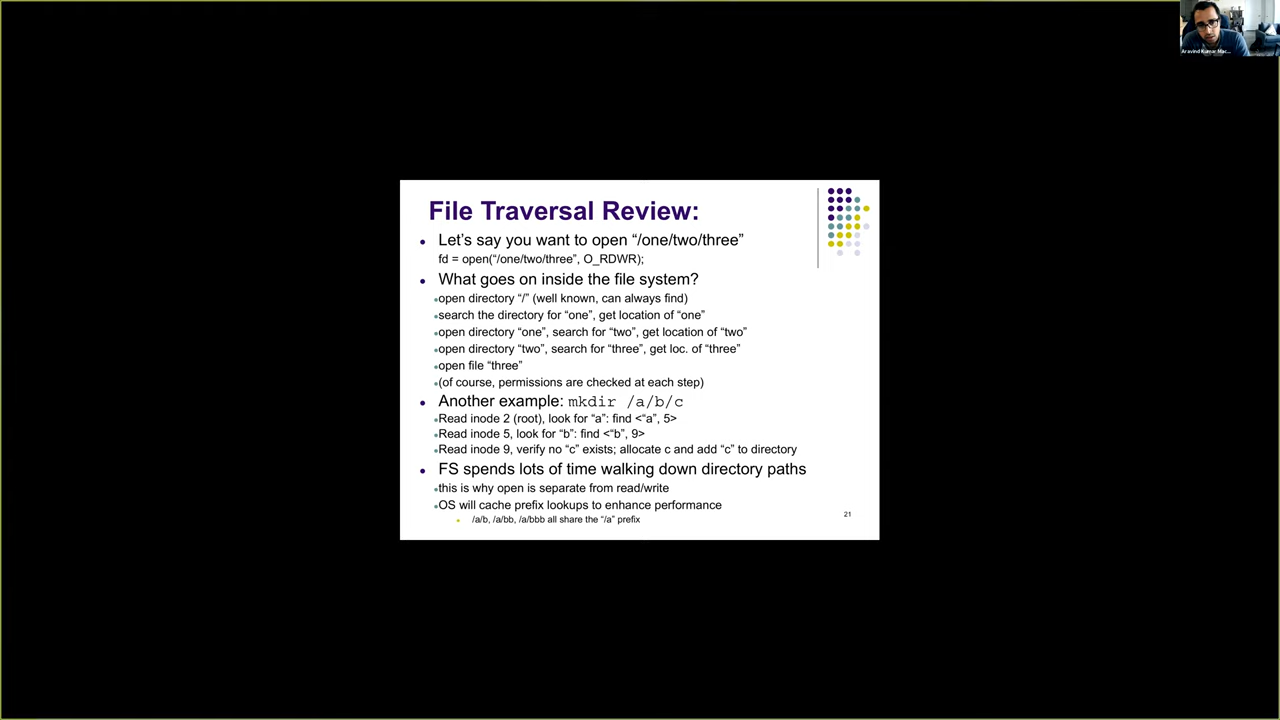 Aravind Kumar Mac...
File Traversal Review:
Let's say you want to open “/one/two/three”
fd = open(“/one/two/three”, O_RDWR);
What goes on inside the file system?
open directory “/” (well known, can always find)
search the directory for “one”, get location of “one”
open directory “one”, search for “two”, get location of “two”
open directory “two”, search for “three”, get loc. of “three”
open file “three”
(of course, permissions are checked at each step)
Another example: mkdir /a/b/c
Read inode 2 (root), look for “a”: find <“a”, 5>
Read inode 5, look for “b”: find <“b”, 9>
Read inode 9, verify no “c” exists; allocate c and add “c” to directory
FS spends lots of time walking down directory paths
this is why open is separate from read/write
OS will cache prefix lookups to enhance performance
/a/b, /a/bb, /a/bbb all share the “/a” prefix
21